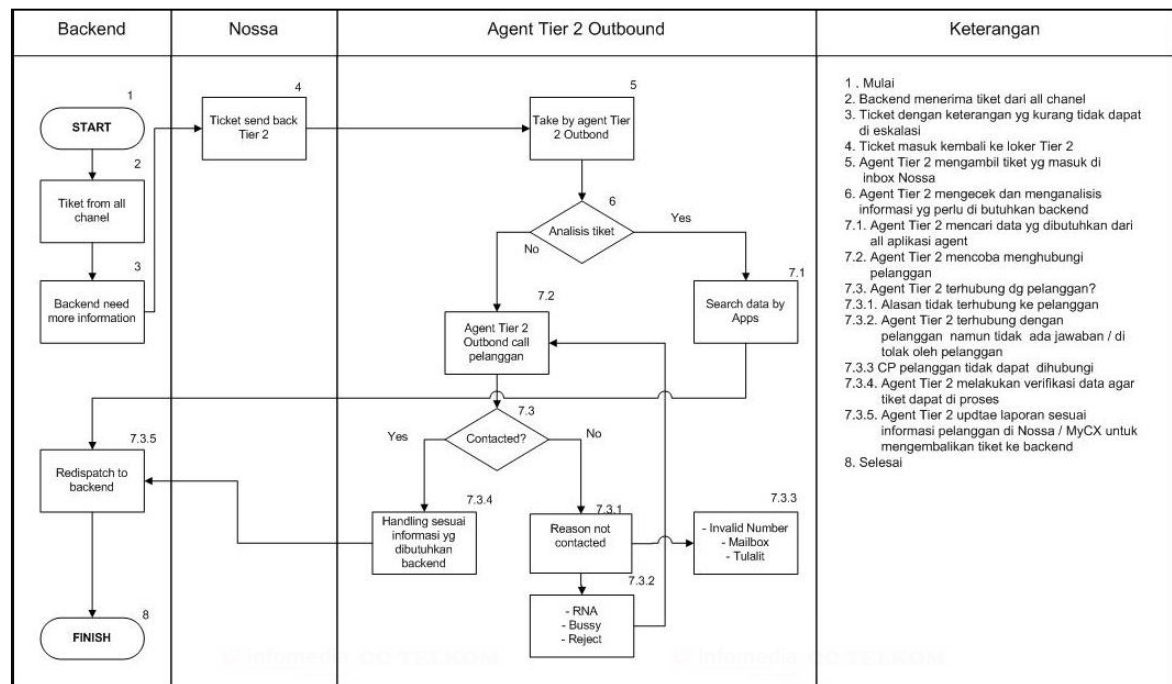 Backend
Nossa
Agent Tier 2 Outbound
Keterangan
1
START
2
Tiket from all
chanel
3
Backend need
more information
4
Ticket send back
Tier 2
5
Take by agent Tier
2 Outbond
6
Analisis tiket
Yes
No
7.1
Search data by
Apps
7.2
Agent Tier 2
Outbond call
pelanggan
7.3
Contacted?
Yes
No
7.3.5
Redispatch to
backend
7.3.4
Handling sesuai
informasi yg
dibutuhkan
backend
7.3.1
Reason not
contacted
7.3.3
- Invalid Number
- Mailbox
- Tulalit
7.3.2
- RNA
- Bussy
- Reject
8
FINISH
1 . Mulai
2. Backend menerima tiket dari all chanel
3. Ticket dengan keterangan yg kurang tidak dapat
di eskalasi
4. Ticket masuk kembali ke loker Tier 2
5. Agent Tier 2 mengambil tiket yg masuk di
inbox Nossa
6. Agent Tier 2 mengecek dan menganalisis
informasi yg perlu di butuhkan backend
7.1. Agent Tier 2 mencari data yg dibutuhkan dari
all aplikasi agent
7.2. Agent Tier 2 mencoba menghubungi
pelanggan
7.3. Agent Tier 2 terhubung dg pelanggan?
7.3.1. Alasan tidak terhubung ke pelanggan
7.3.2. Agent Tier 2 terhubung dengan
pelanggan namun tidak ada jawaban / di
tolak oleh pelanggan
7.3.3 CP pelanggan tidak dapat dihubungi
7.3.4. Agent Tier 2 melakukan verifikasi data agar
tiket dapat di proses
7.3.5. Agent Tier 2 updtae laporan sesuai
informasi pelanggan di Nossa / MyCX untuk
mengembalikan tiket ke backend
8. Selesai
© Infomedia CC TELKOM
© Infomedia CC TELKOM